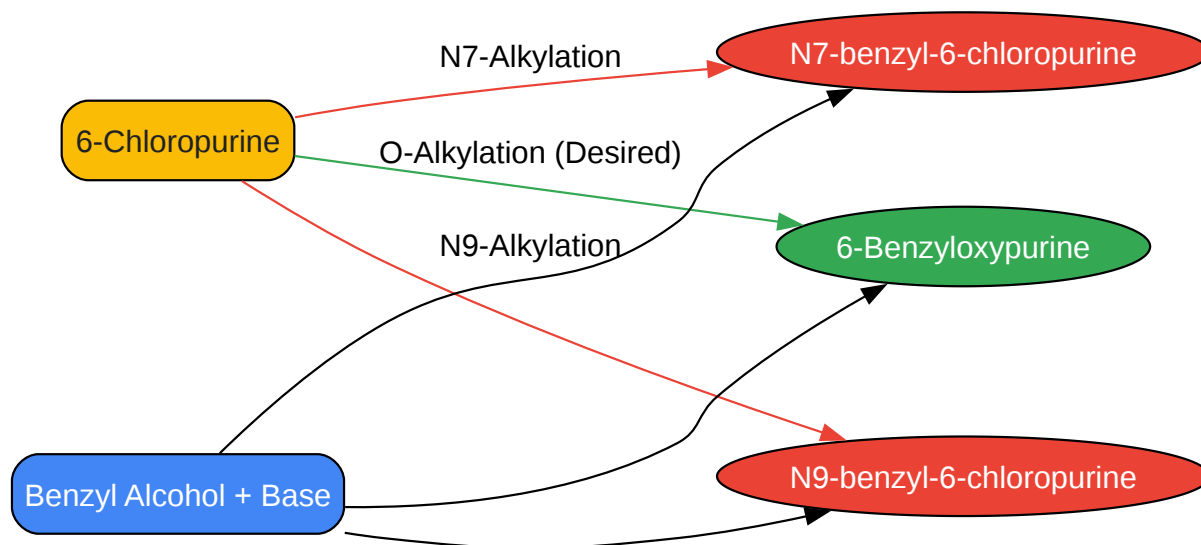 N7-Alkylation
N7-benzyl-6-chloropurine
6-Chloropurine
O-Alkylation (Desired)
N9-Alkylation
6-Benzyloxypurine
Benzyl Alcohol + Base
N9-benzyl-6-chloropurine